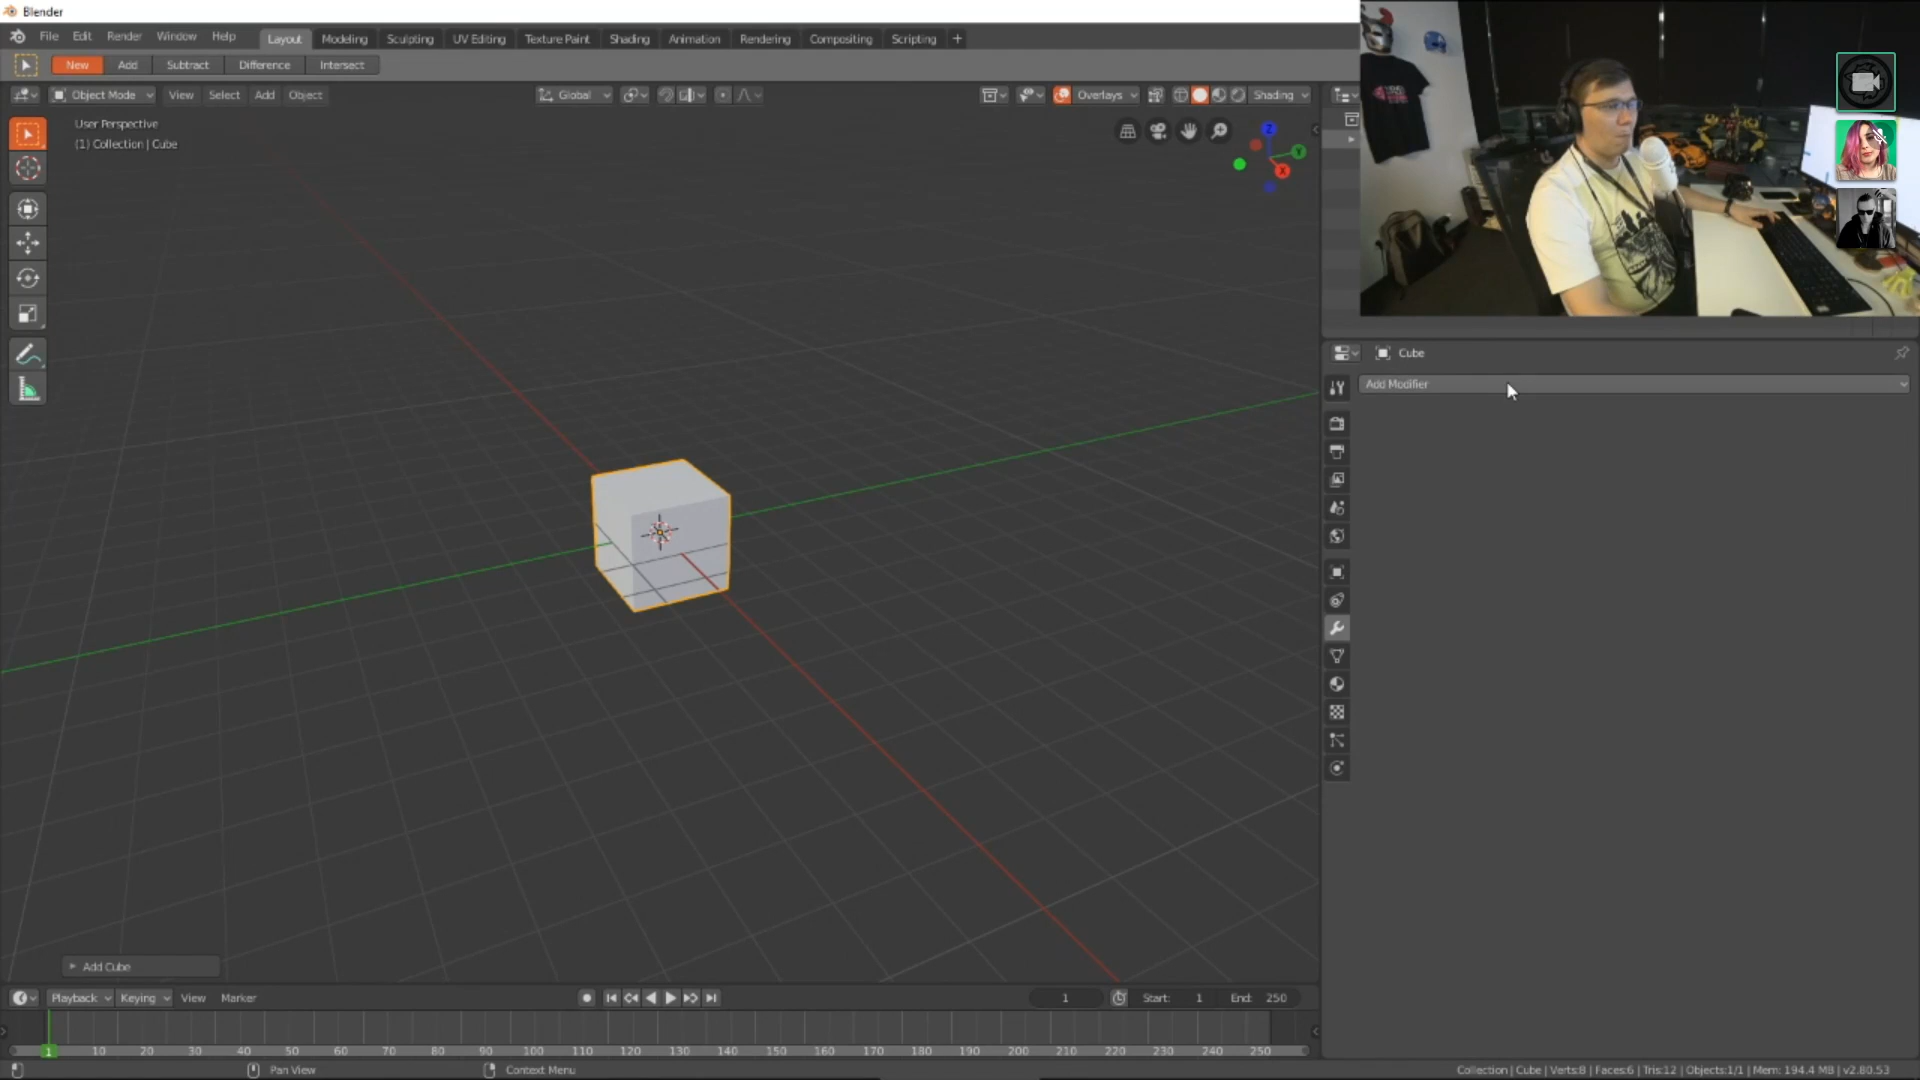 Blender
File Edit Render Window Help Layout Modeling Sculpting UV Editing Texture Paint Shading Animation Rendering Compositing Scripting +
New Add Subtract Difference Intersect
Object Mode View Select Add Object Global Overlays Shading
User Perspective
(1) Collection | Cube
Z
Y
X
Cube
Add Modifier
Add Cube
Playback Keying View Marker 1 Start: 1 End: 250
1 10 20 30 40 50 60 70 80 90 100 110 120 130 140 150 160 170 180 190 200 210 220 230 240 250
Pan View Context Menu Collection | Cube | Verts:8 | Faces:6 | Tris:12 | Objects:1/1 | Mem: 194.4 MB | v2.80.53